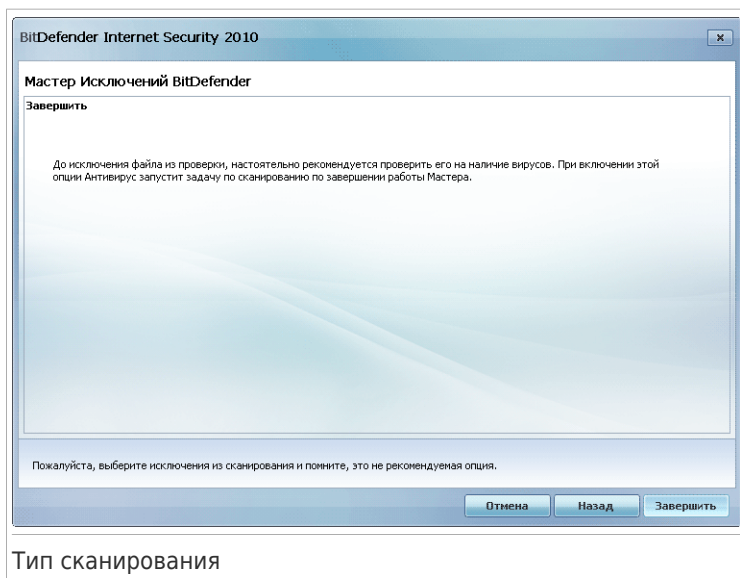 BitDefender Internet Security 2010
Мастер Исключений BitDefender
Завершить
До исключения файла из проверки, настоятельно рекомендуется проверить его на наличие вирусов. При включении этой
опции Антивирус запустит задачу по сканированию по завершении работы Мастера.
Пожалуйста, выберите исключения из сканирования и помните, это не рекомендуемая опция.
Отмена Назад Завершить
Тип сканирования